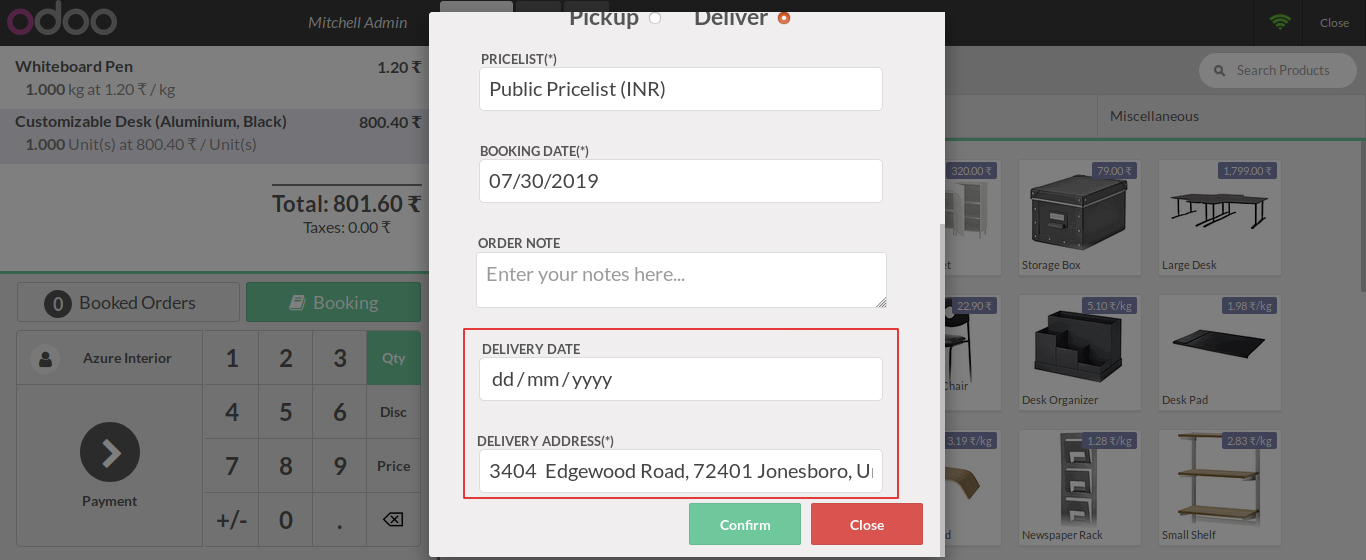 odoo
Mitchell Admin
Close
Pickup
Deliver
Whiteboard Pen
1.20 ₹
1.000 kg at 1.20 ₹ / kg
Customizable Desk (Aluminium, Black)
800.40 ₹
1.000 Unit(s) at 800.40 ₹ / Unit(s)
Total: 801.60 ₹
Taxes: 0.00 ₹
0 Booked Orders
Booking
Azure Interior
1 2 3 Qty
4 5 6 Disc
7 8 9 Price
+/- 0 .
Payment
PRICELIST(*)
Public Pricelist (INR)
BOOKING DATE(*)
07/30/2019
ORDER NOTE
Enter your notes here...
DELIVERY DATE
dd/mm/yyyy
DELIVERY ADDRESS(*)
3404 Edgewood Road, 72401 Jonesboro,
Confirm
Close
Search Products
Miscellaneous
320.00 ₹
79.00 ₹
Storage Box
1,799.00 ₹
Large Desk
22.90 ₹
Chair
5.10 ₹/kg
Desk Organizer
1.98 ₹/kg
Desk Pad
3.19 ₹/kg
1.28 ₹/kg
Newspaper Rack
2.83 ₹/kg
Small Shelf